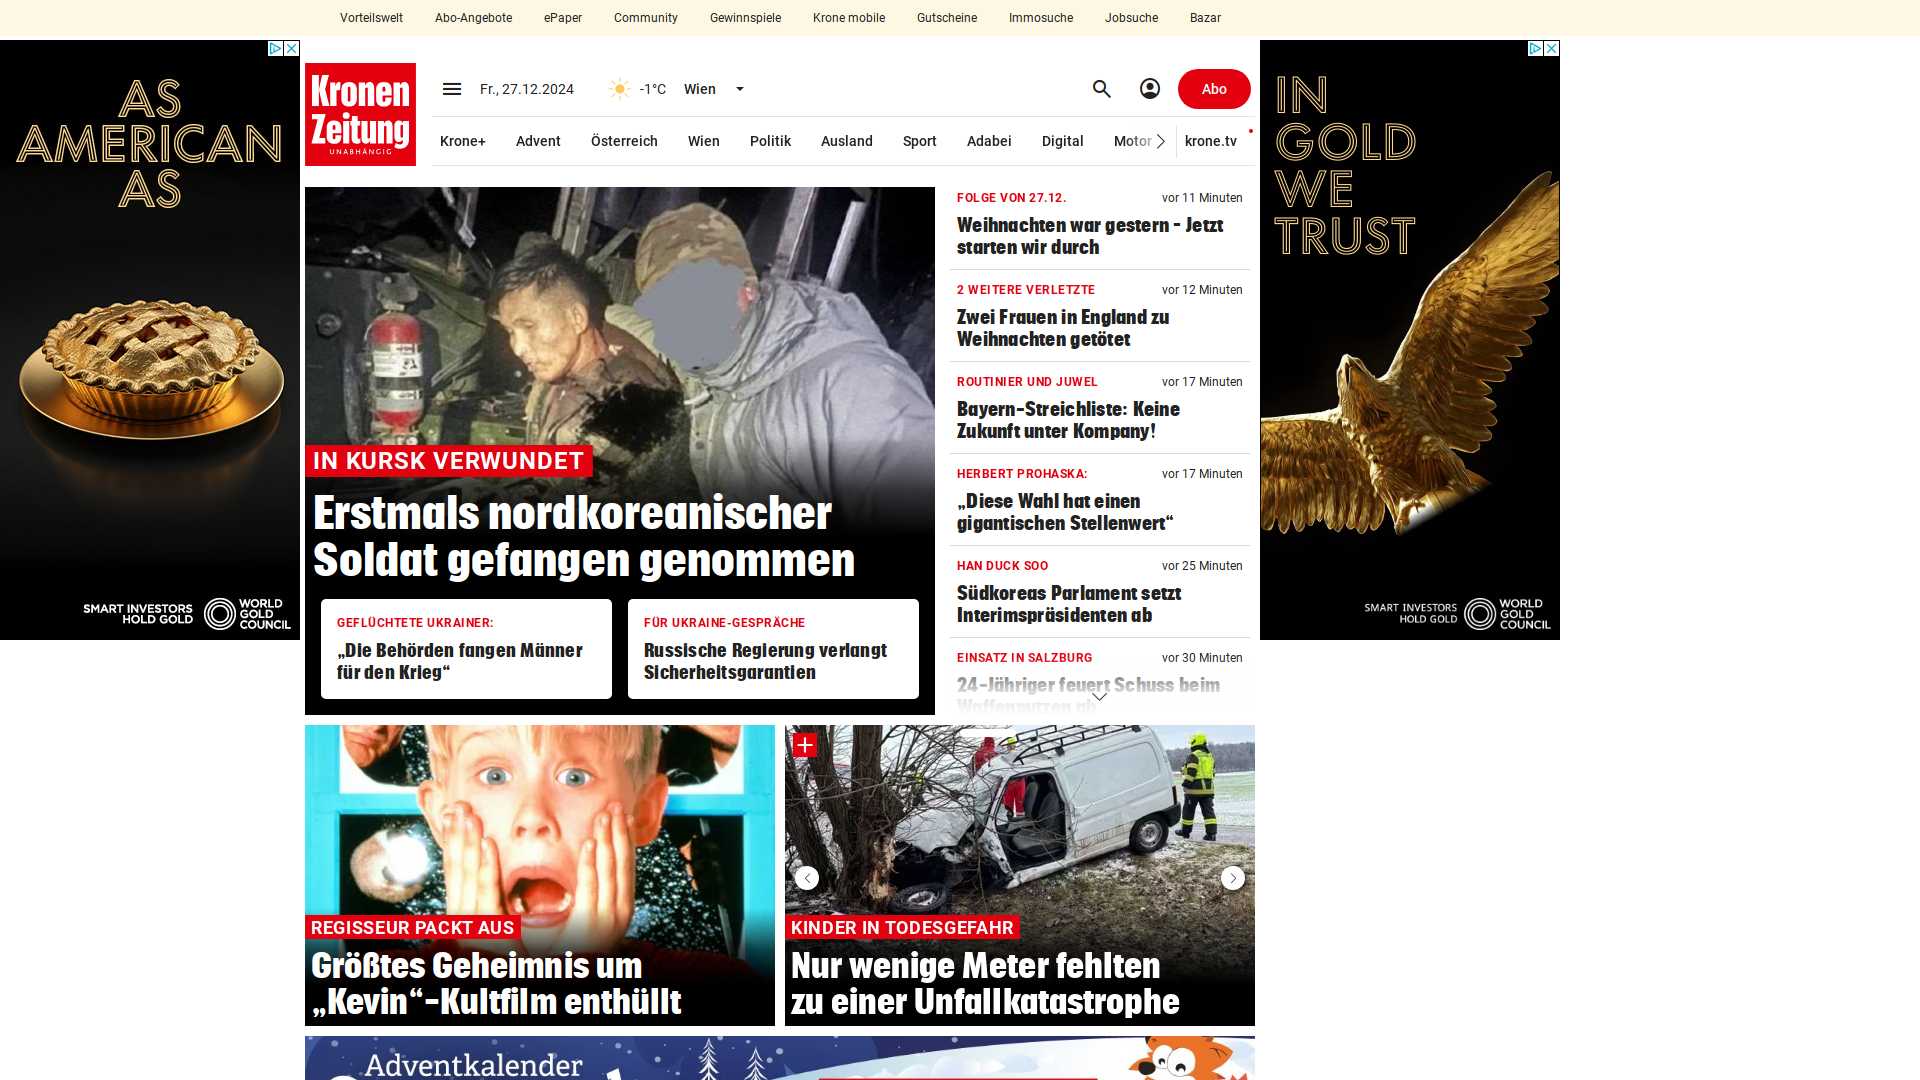 Vorteilswelt
Abo-Angebote
ePaper
Community
Gewinnspiele
Krone mobile
Gutscheine
Immosuche
Jobsuche
Bazar
AS
AMERICAN
AS
SMART INVESTORS
HOLD GOLD
WORLD
GOLD
COUNCIL
Kronen
Zeitung
UNABHÄNGIG
Fr., 27.12.2024
-1°C
Wien
Abo
Krone+
Advent
Österreich
Wien
Politik
Ausland
Sport
Adabei
Digital
Motor
krone.tv
IN KURSK VERWUNDET
Erstmals nordkoreanischer
Soldat gefangen genommen
GEFLÜCHTETE UKRAINER:
„Die Behörden fangen Männer
für den Krieg“
FÜR UKRAINE-GESPRÄCHE
Russische Regierung verlangt
Sicherheitsgarantien
FOLGE VON 27.12.
vor 11 Minuten
Weihnachten war gestern - Jetzt
starten wir durch
2 WEITERE VERLETZTE
vor 12 Minuten
Zwei Frauen in England zu
Weihnachten getötet
ROUTINIER UND JUWEL
vor 17 Minuten
Bayern-Streichliste: Keine
Zukunft unter Kompany!
HERBERT PROHASKA:
vor 17 Minuten
„Diese Wahl hat einen
gigantischen Stellenwert“
HAN DUCK SOO
vor 25 Minuten
Südkoreas Parlament setzt
Interimspräsidenten ab
EINSATZ IN SALZBURG
vor 30 Minuten
24-Jähriger feuert Schuss beim
Waffenputzen ab
IN
GOLD
WE
TRUST
SMART INVESTORS
HOLD GOLD
WORLD
GOLD
COUNCIL
REGISSEUR PACKT AUS
Größtes Geheimnis um
„Kevin“-Kultfilm enthüllt
KINDER IN TODESGEFAHR
Nur wenige Meter fehlten
zu einer Unfallkatastrophe
Adventkalender